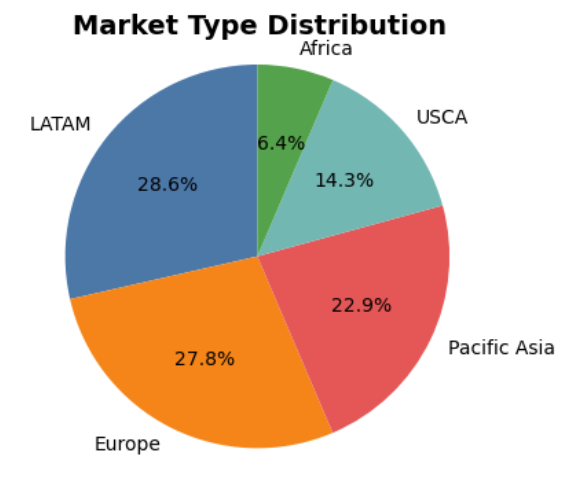 Market Type Distribution
Africa
LATAM
USCA
6.4%
28.6%
14.3%
22.9%
Pacific Asia
27.8%
Europe